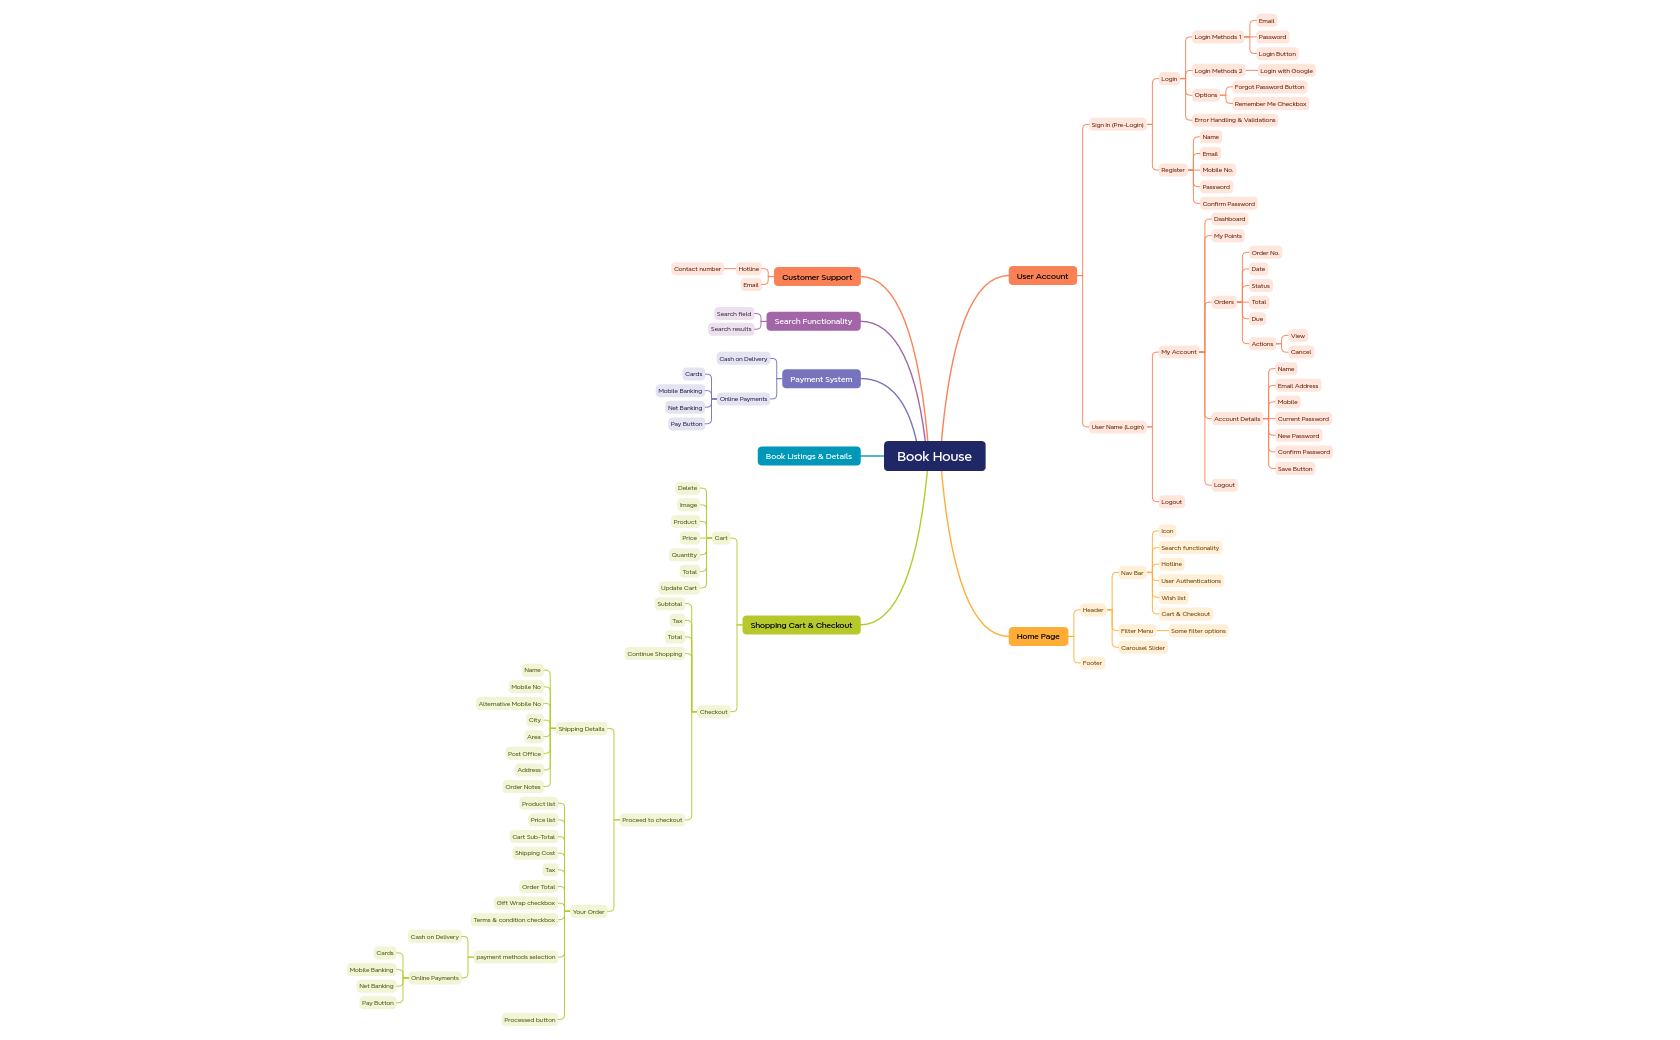 Book House
User Account
Sign In (Pre-Login)
Login
Login Methods 1
Email
Password
Login Button
Login Methods 2
Login with Google
Options
Forgot Password Button
Remember Me Checkbox
Error Handling & Validations
Register
Name
Email
Mobile No.
Password
Confirm Password
User Name (Login)
My Account
Dashboard
My Points
Orders
Order No.
Date
Status
Total
Due
Actions
View
Cancel
Account Details
Name
Email Address
Mobile
Current Password
New Password
Confirm Password
Save Button
Logout
Logout
Home Page
Header
Nav Bar
Icon
Search functionality
Hotline
User Authentications
Wish list
Cart & Checkout
Filter Menu
Some filter options
Carousel Slider
Footer
Customer Support
Hotline
Contact number
Email
Search Functionality
Search field
Search results
Payment System
Cash on Delivery
Online Payments
Cards
Mobile Banking
Net Banking
Pay Button
Book Listings & Details
Shopping Cart & Checkout
Cart
Delete
Image
Product
Price
Quantity
Total
Update Cart
Checkout
Subtotal
Tax
Total
Continue Shopping
Proceed to checkout
Shipping Details
Name
Mobile No
Alternative Mobile No
City
Area
Post Office
Address
Order Notes
Your Order
Product list
Price list
Cart Sub-Total
Shipping Cost
Tax
Order Total
Gift Wrap checkbox
Terms & condition checkbox
payment methods selection
Cash on Delivery
Online Payments
Cards
Mobile Banking
Net Banking
Pay Button
Processed button